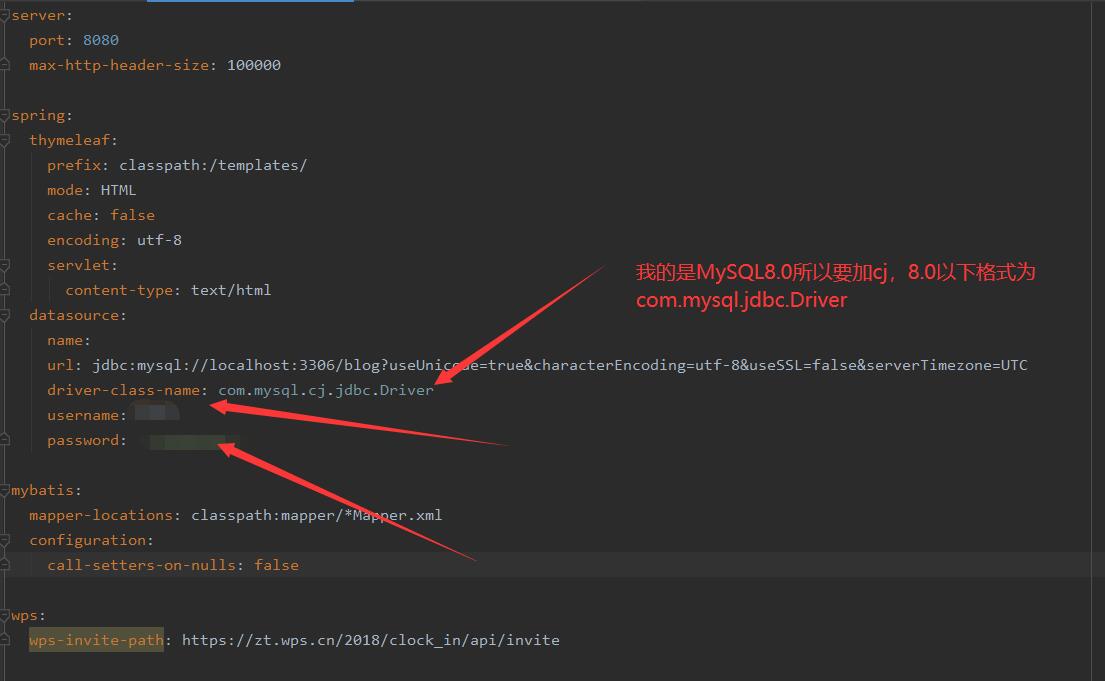 server:
port: 8080
max-http-header-size: 100000
spring:
thymeleaf:
prefix: classpath:/templates/
mode: HTML
cache: false
encoding: utf-8
servlet:
content-type: text/html
datasource:
name:
url: jdbc:mysql://localhost:3306/blog?useUnicode=true&characterEncoding=utf-8&useSSL=false&serverTimezone=UTC
driver-class-name: com.mysql.cj.jdbc.Driver
username:
password:
我的是MySQL8.0所以要加cj，8.0以下格式为
com.mysql.jdbc.Driver
mybatis:
mapper-locations: classpath:mapper/*Mapper.xml
configuration:
call-setters-on-nulls: false
wps:
wps-invite-path: https://zt.wps.cn/2018/clock_in/api/invite